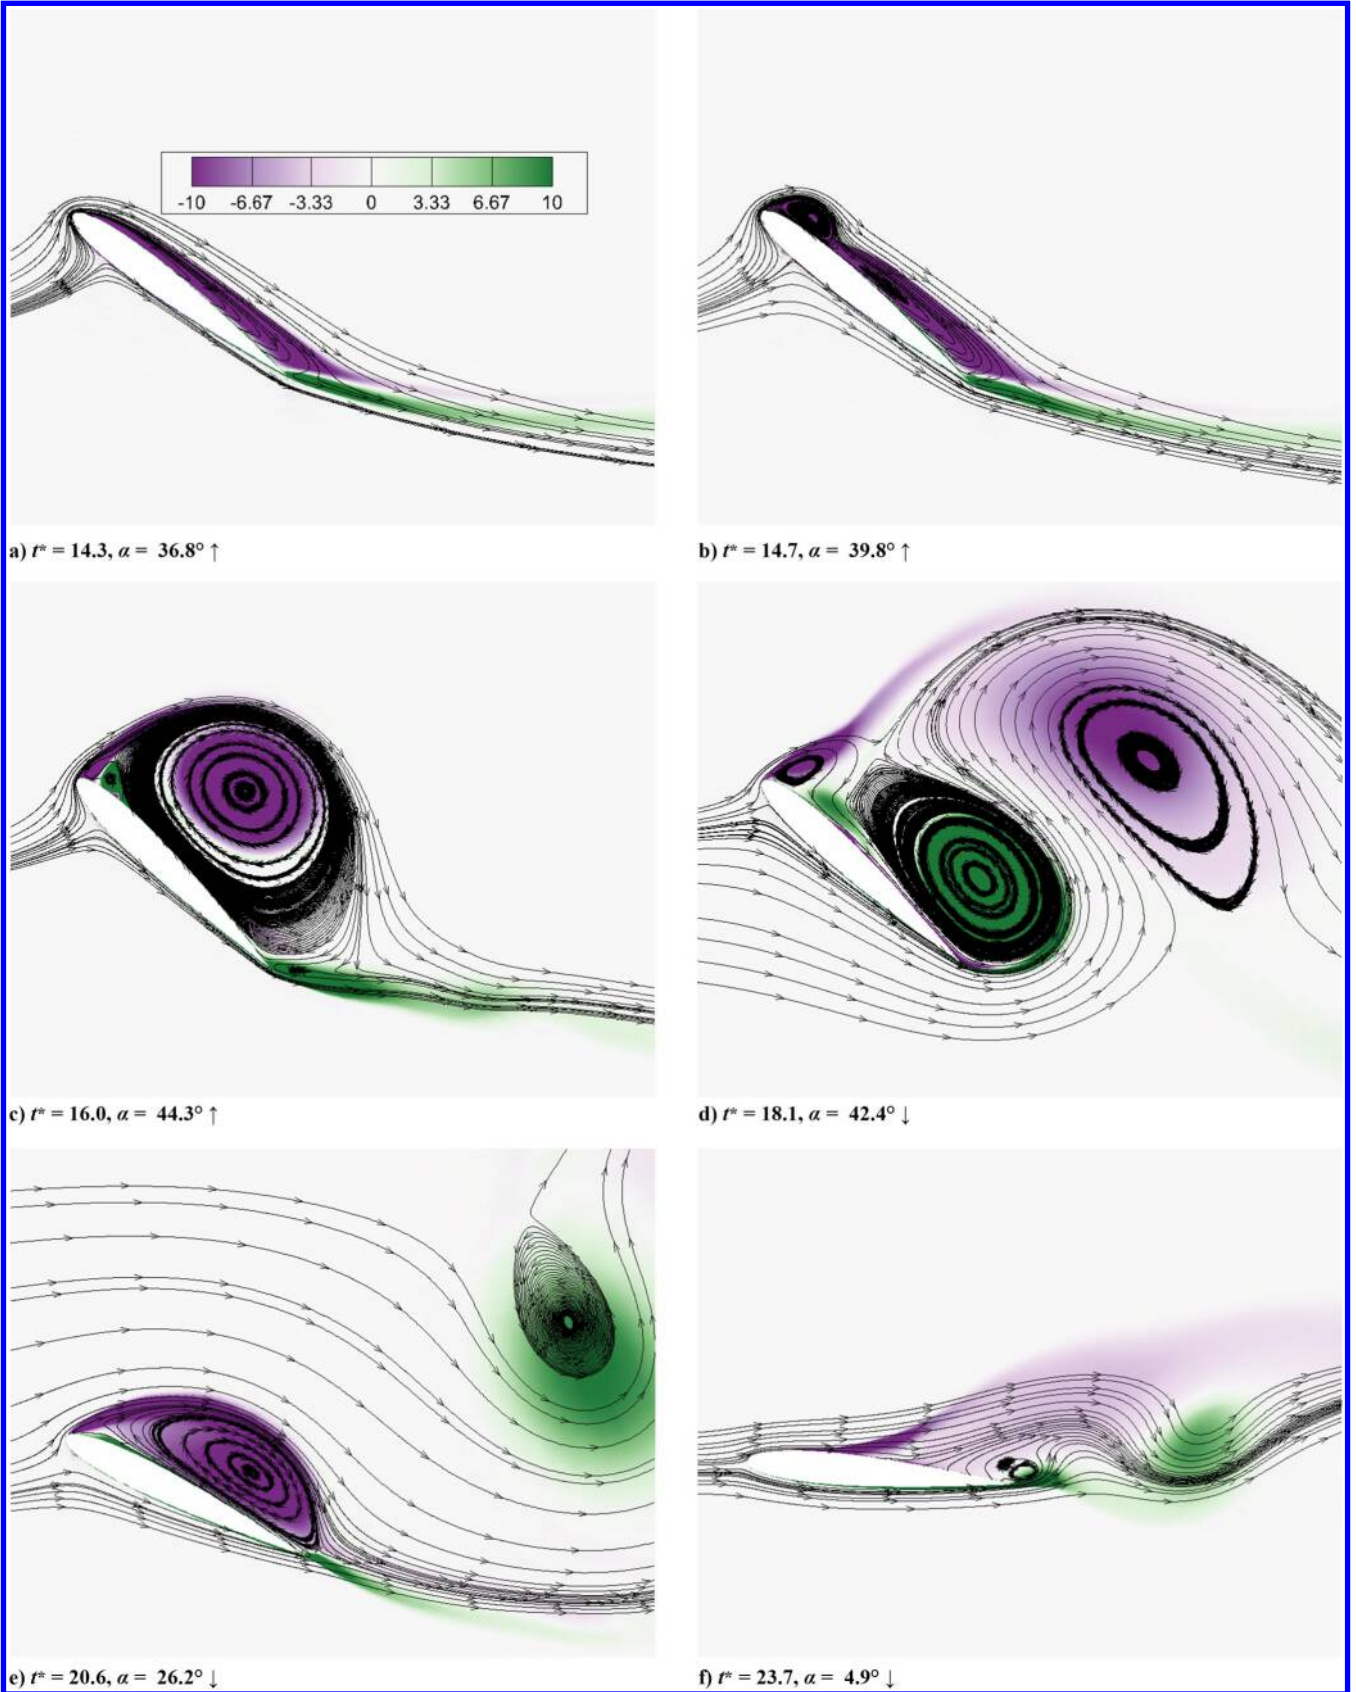 -10 -6.67 -3.33 0 3.33 6.67 10
a) t* = 14.3, α = 36.8° ↑
b) t* = 14.7, α = 39.8° ↑
c) t* = 16.0, α = 44.3° ↑
d) t* = 18.1, α = 42.4° ↓
e) t* = 20.6, α = 26.2° ↓
f) t* = 23.7, α = 4.9° ↓